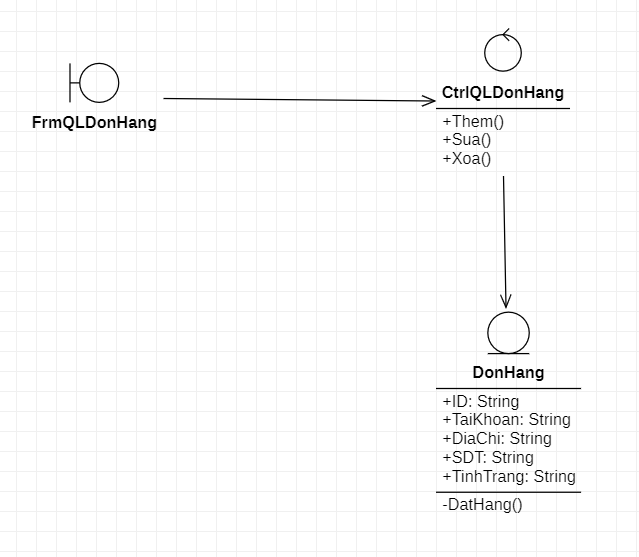 FrmQLDonHang
CtrlQLDonHang
+Them()
+Sua()
+Xoa()
DonHang
+ID: String
+TaiKhoan: String
+DiaChi: String
+SDT: String
+TinhTrang: String
-DatHang()